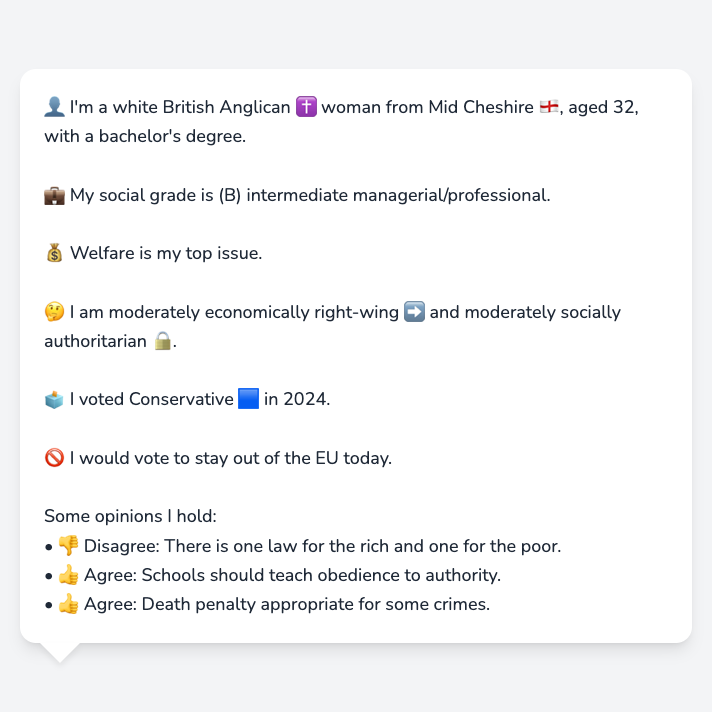 👤 I'm a white British Anglican ✝️ woman from Mid Cheshire 🏴󠁧󠁢󠁥󠁮󠁧󠁿, aged 32,
with a bachelor's degree.
💼 My social grade is (B) intermediate managerial/professional.
💰 Welfare is my top issue.
🤔 I am moderately economically right-wing ➡️ and moderately socially
authoritarian 🔒.
🗳️ I voted Conservative 🟦 in 2024.
🚫 I would vote to stay out of the EU today.
Some opinions I hold:
• 👎 Disagree: There is one law for the rich and one for the poor.
• 👍 Agree: Schools should teach obedience to authority.
• 👍 Agree: Death penalty appropriate for some crimes.